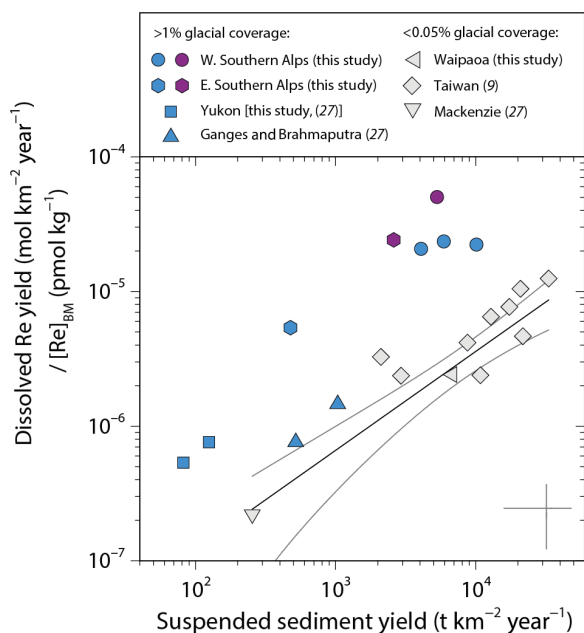 >1% glacial coverage: <0.05% glacial coverage:
W. Southern Alps (this study) Waipaoa (this study)
E. Southern Alps (this study) Taiwan (9)
Yukon [this study, (27)] Mackenzie (27)
Ganges and Brahmaputra (27)
10⁻⁴
10⁻⁵
10⁻⁶
10⁻⁷
Dissolved Re yield (mol km⁻² year⁻¹)
/ [Re]BM (pmol kg⁻¹)
10² 10³ 10⁴
Suspended sediment yield (t km⁻² year⁻¹)